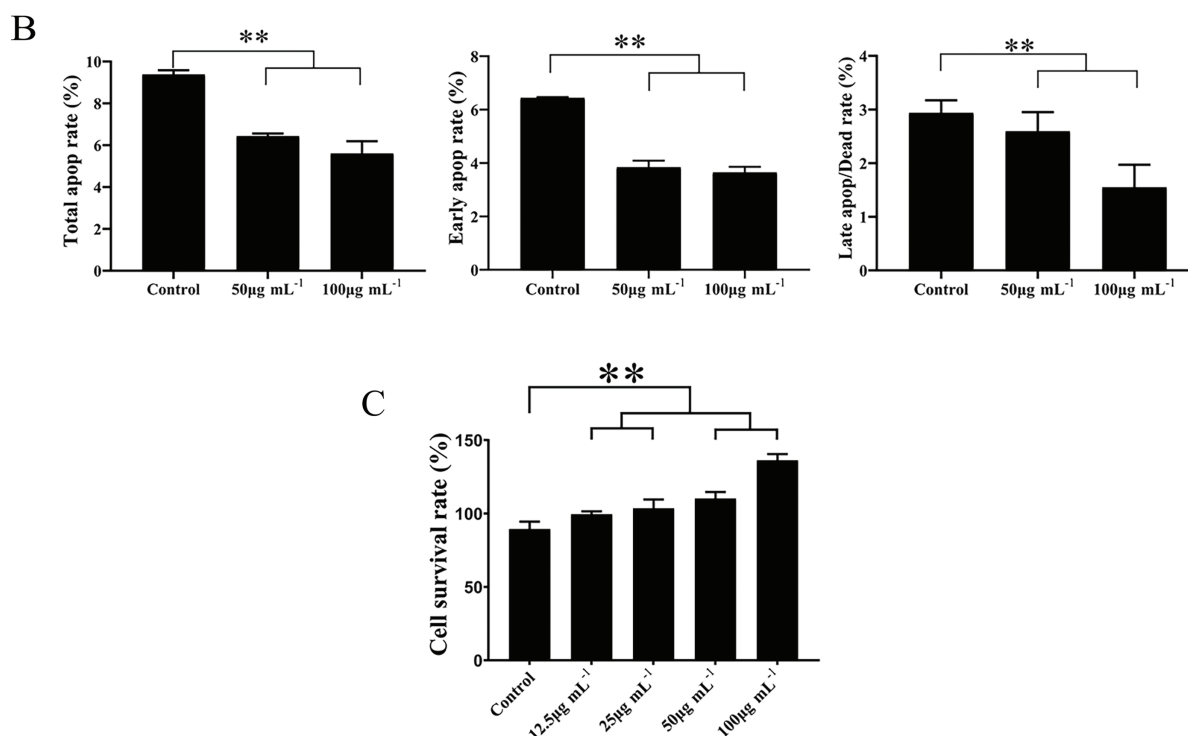 B
**
Total apop rate (%)
10
8
6
4
2
0
Control 50μg mL⁻¹ 100μg mL⁻¹
**
Early apop rate (%)
8
6
4
2
0
Control 50μg mL⁻¹ 100μg mL⁻¹
**
Late apop/Dead rate (%)
4
3
2
1
0
Control 50μg mL⁻¹ 100μg mL⁻¹
C
**
Cell survival rate (%)
150
100
50
0
Control
12.5μg mL⁻¹
25μg mL⁻¹
50μg mL⁻¹
100μg mL⁻¹